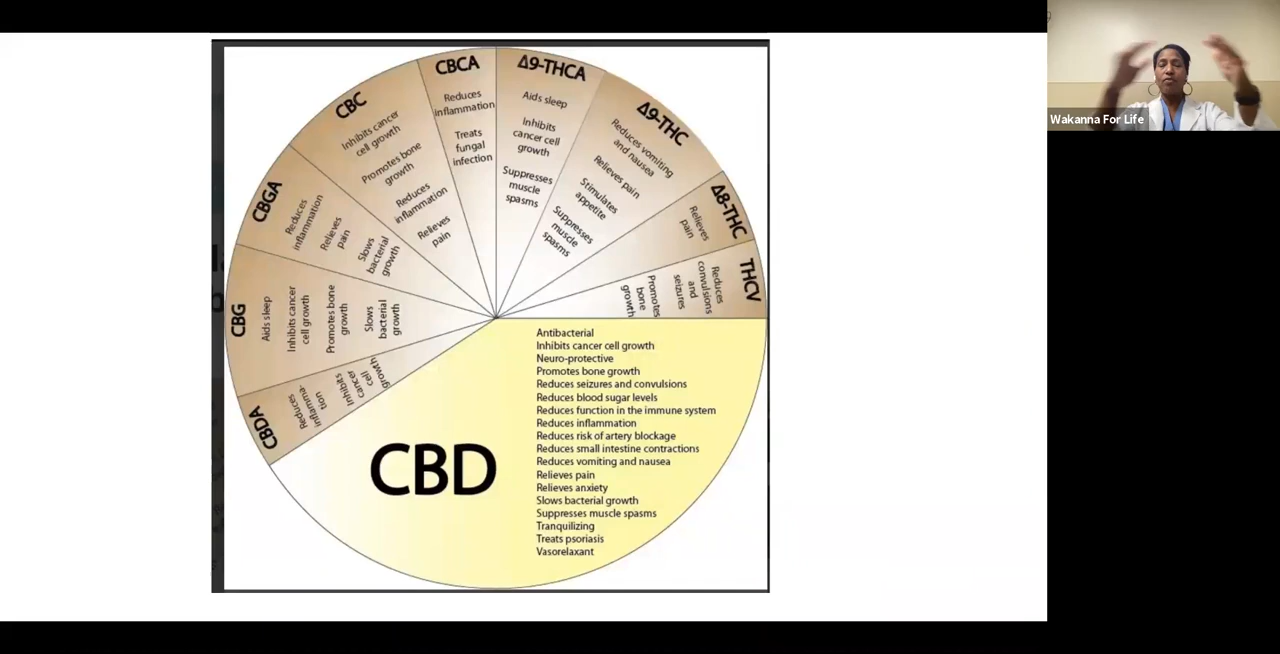 CBCA
Reduces
inflammation
Treats
fungal
infection
Δ9-THCA
Aids sleep
Inhibits
cancer cell
growth
Suppresses
muscle
spasms
Δ9-THC
Reduces vomiting
and nausea
Relieves pain
Stimulates
appetite
Suppresses
muscle
spasms
Δ8-THC
Relieves
pain
THCV
Reduces
convulsions
and
seizures
Promotes
bone
growth
CBC
Inhibits cancer
cell growth
Promotes bone
growth
Reduces
inflammation
Relieves
pain
CBGA
Reduces
inflammation
Relieves
pain
Slows
bacterial
growth
CBG
Aids sleep
Inhibits cancer
cell growth
Promotes bone
growth
Slows
bacterial
growth
CBDA
Reduces
inflamma-
tion
Inhibits
cancer
cell
growth
CBD
Antibacterial
Inhibits cancer cell growth
Neuro-protective
Promotes bone growth
Reduces seizures and convulsions
Reduces blood sugar levels
Reduces function in the immune system
Reduces inflammation
Reduces risk of artery blockage
Reduces small intestine contractions
Reduces vomiting and nausea
Relieves pain
Relieves anxiety
Slows bacterial growth
Suppresses muscle spasms
Tranquilizing
Treats psoriasis
Vasorelaxant
Wakanna For Life